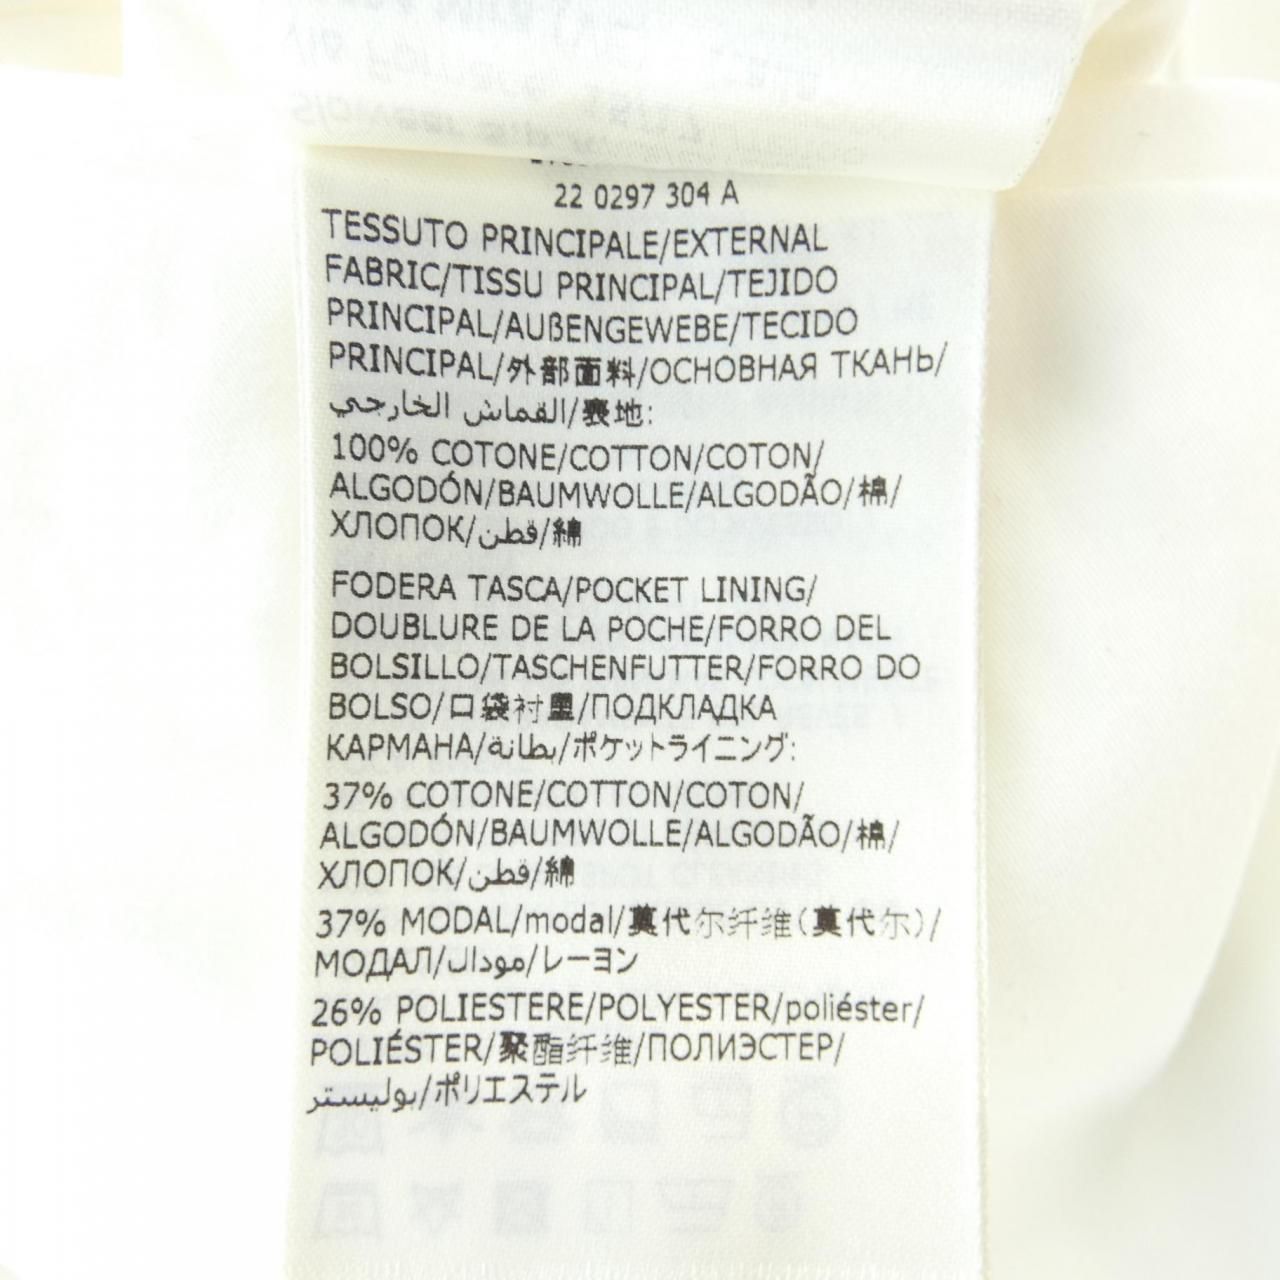 22 0297 304 A
TESSUTO PRINCIPALE/EXTERNAL
FABRIC/TISSU PRINCIPAL/TEJIDO
PRINCIPAL/AUßENGEWEBE/TECIDO
PRINCIPAL/外部面料/ОСНОВНАЯ ТКАНЬ/
القماش الخارجي/裏地:
100% COTONE/COTTON/COTON/
ALGODÓN/BAUMWOLLE/ALGODÃO/棉/
ХЛОПОК/قطن/綿
FODERA TASCA/POCKET LINING/
DOUBLURE DE LA POCHE/FORRO DEL
BOLSILLO/TASCHENFUTTER/FORRO DO
BOLSO/口袋衬里/ПОДКЛАДКА
КАРМАНА/بطانة/ポケットライニング:
37% COTONE/COTTON/COTON/
ALGODÓN/BAUMWOLLE/ALGODÃO/棉/
ХЛОПОК/قطن/綿
37% MODAL/modal/莫代尔纤维(莫代尔)/
МОДАЛ/مودال/レーヨン
26% POLIESTERE/POLYESTER/poliéster/
POLIÉSTER/聚酯纤维/ПОЛИЭСТЕР/
بوليستر/ポリエステル